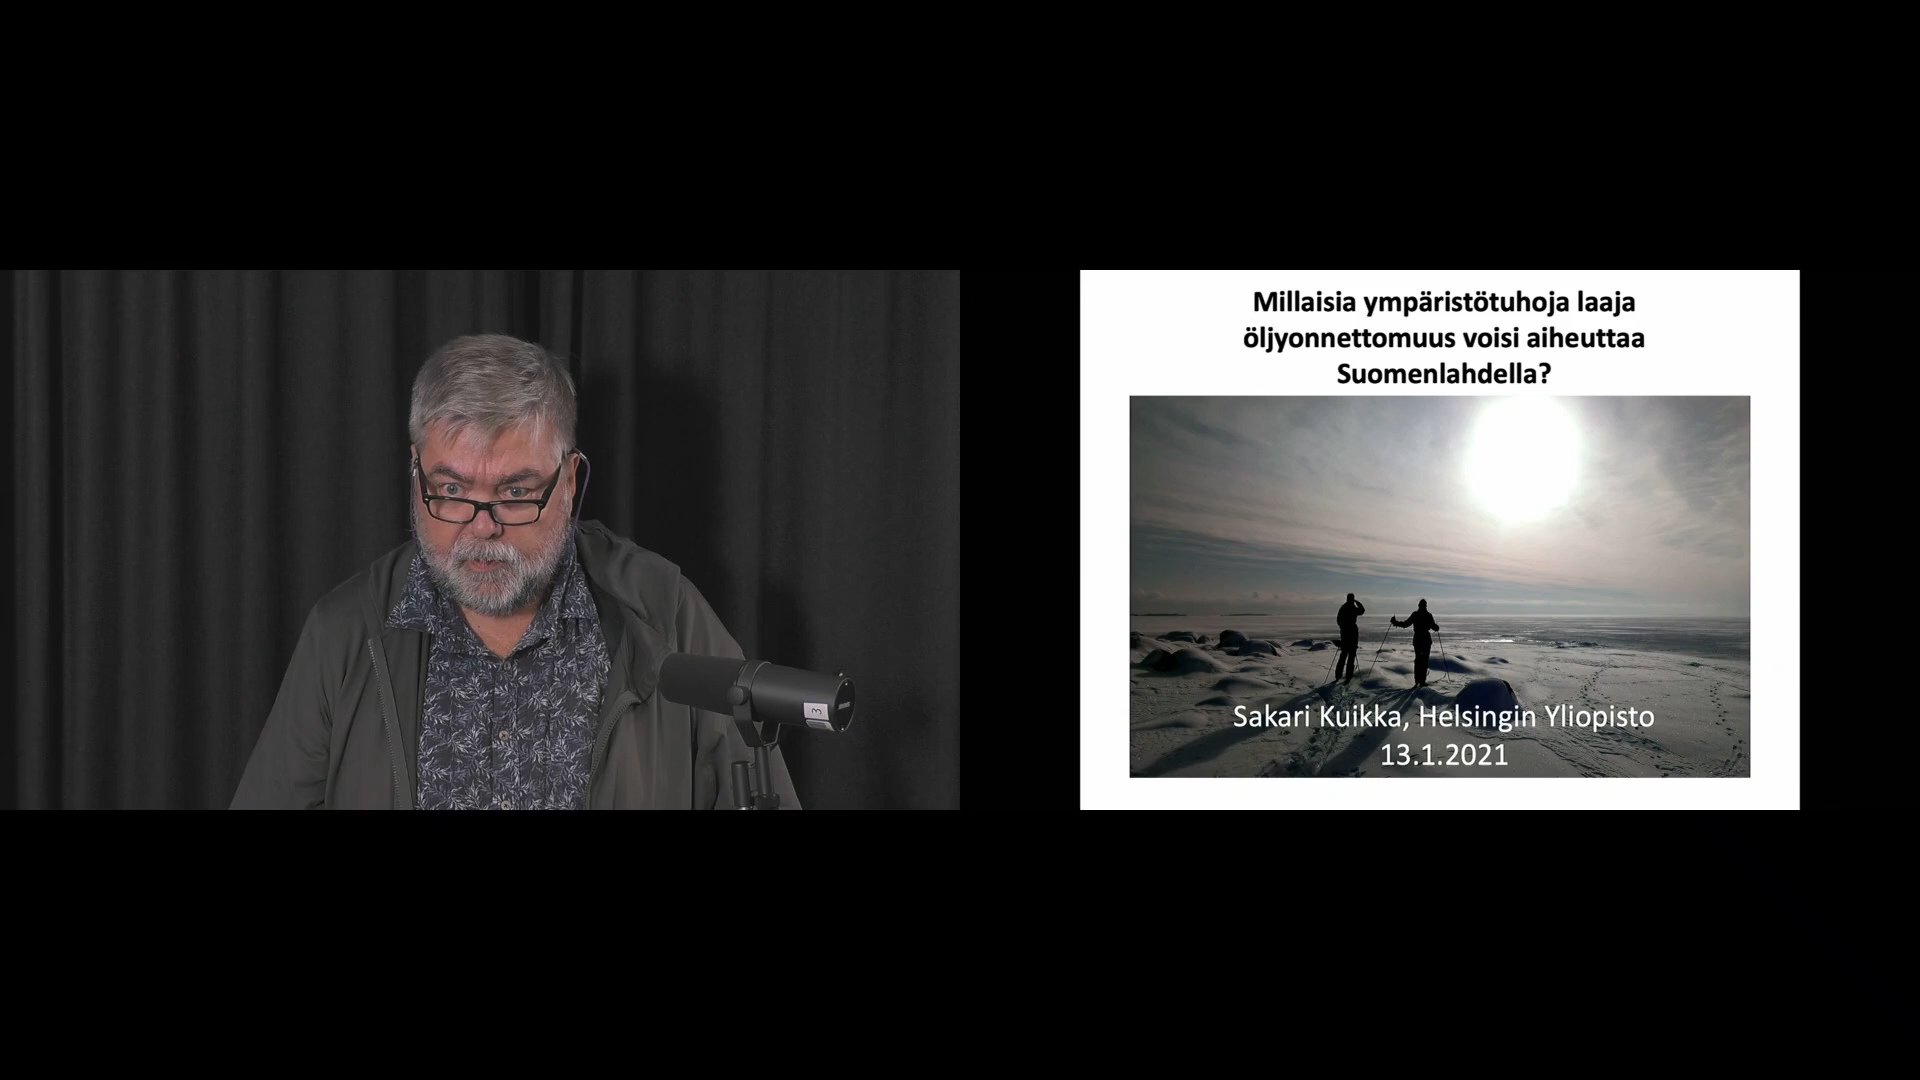 Millaisia ympäristötuhoja laaja
öljyonnettomuus voisi aiheuttaa
Suomenlahdella?
Sakari Kuikka, Helsingin Yliopisto
13.1.2021